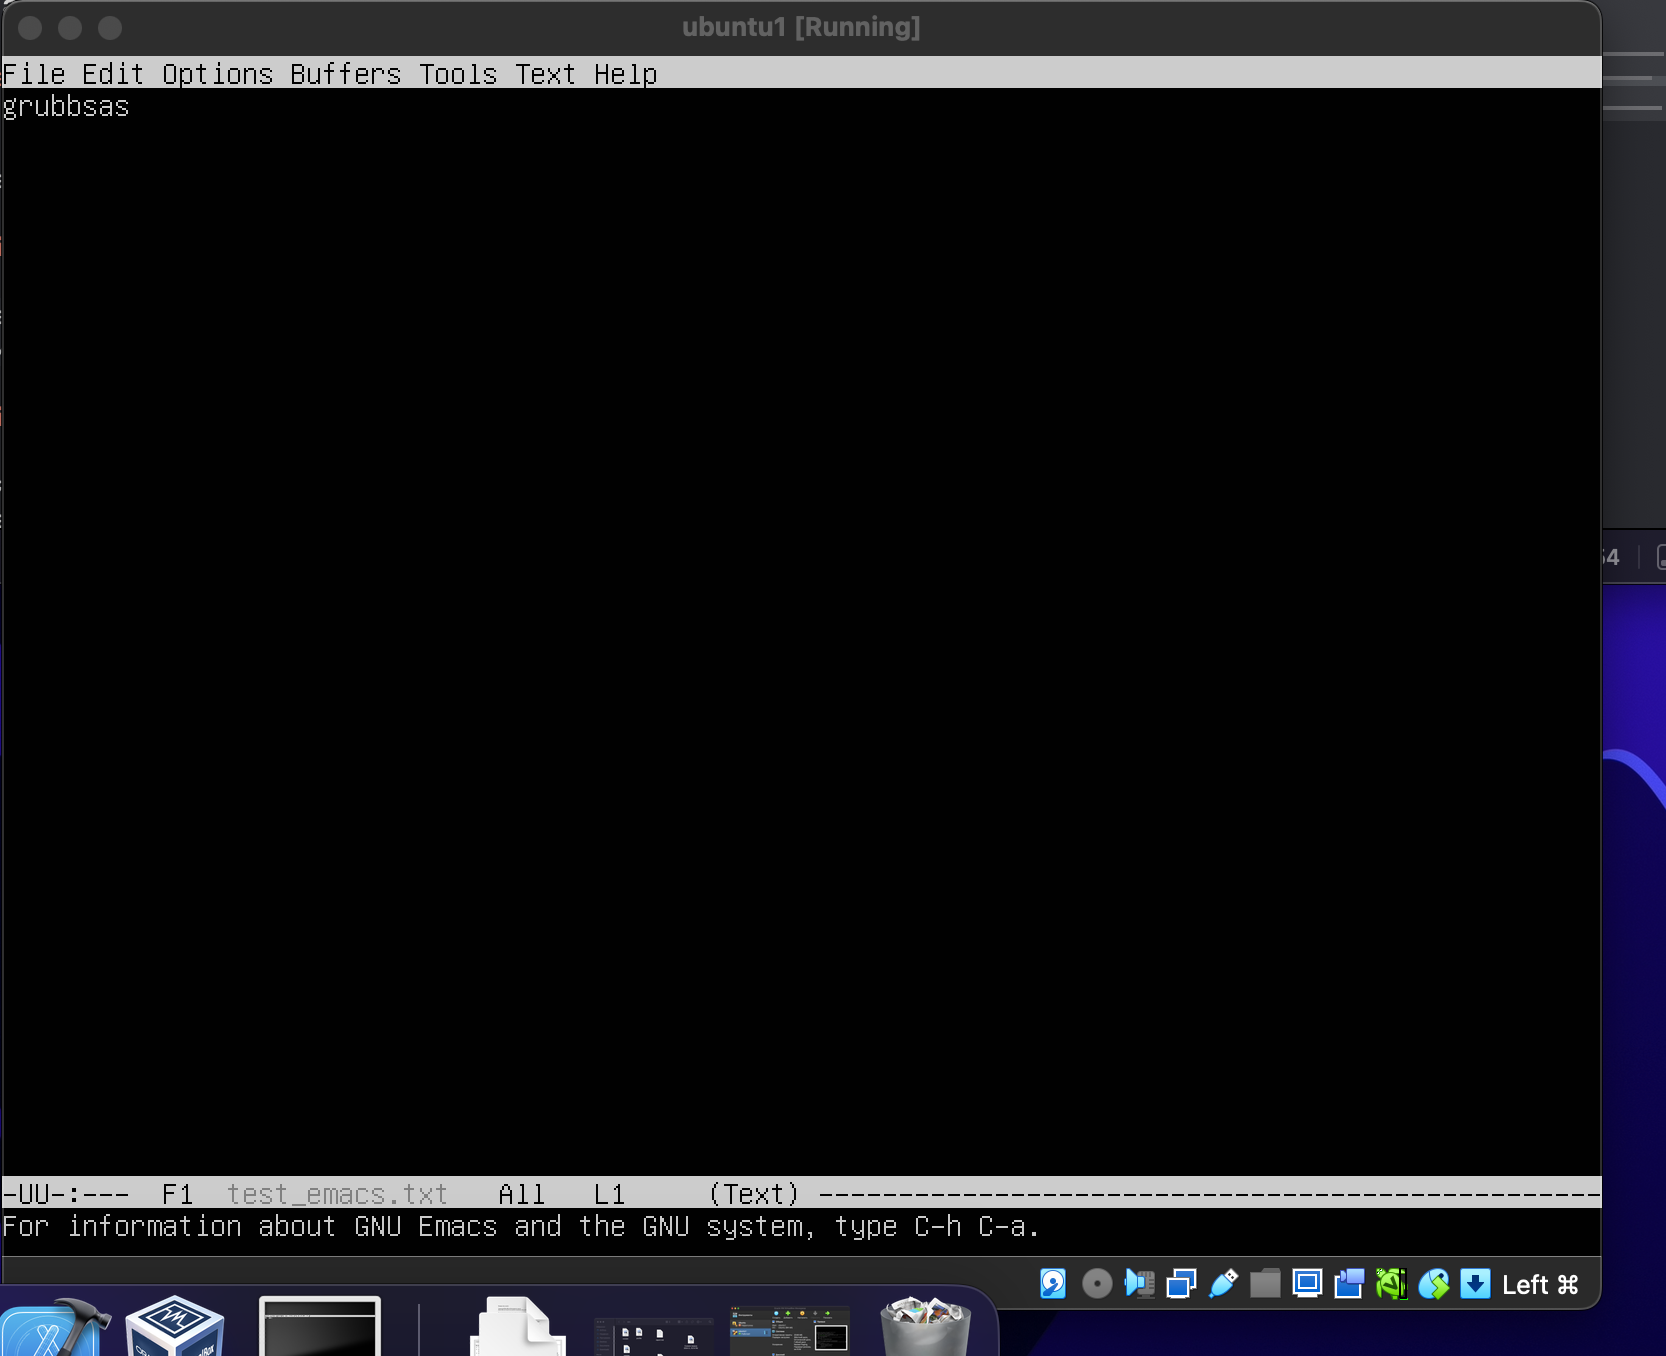 ubuntu1 [Running]
File Edit Options Buffers Tools Text Help
grubbsas
54
-UU-:--- F1 test_emacs.txt All L1 (Text) -------------------------------------------------
For information about GNU Emacs and the GNU system, type C-h C-a.
Left ⌘